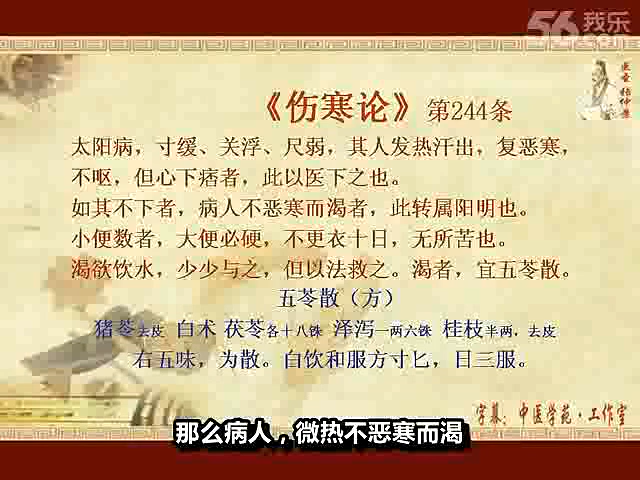 56我乐
.com
医圣 张仲景
《伤寒论》第244条
太阳病，寸缓、关浮、尺弱，其人发热汗出，复恶寒，
不呕，但心下痞者，此以医下之也。
如其不下者，病人不恶寒而渴者，此转属阳明也。
小便数者，大便必硬，不更衣十日，无所苦也。
渴欲饮水，少少与之，但以法救之。渴者，宜五苓散。
五苓散（方）
猪苓去皮 白术 茯苓各十八铢 泽泻一两六铢 桂枝半两，去皮
右五味，为散。白饮和服方寸匕，日三服。
字幕：中医学苑·工作室
那么病人，微热不恶寒而渴